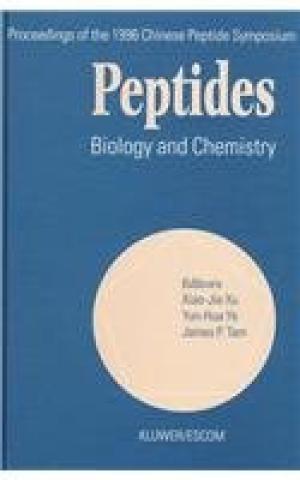 Proceedings of the 1996 Chinese Peptide Symposium
Peptides
Biology and Chemistry
Editors
Xiao-Jie Xu
Yun-Hua Ye
James P. Tam
KLUWER/ESCOM